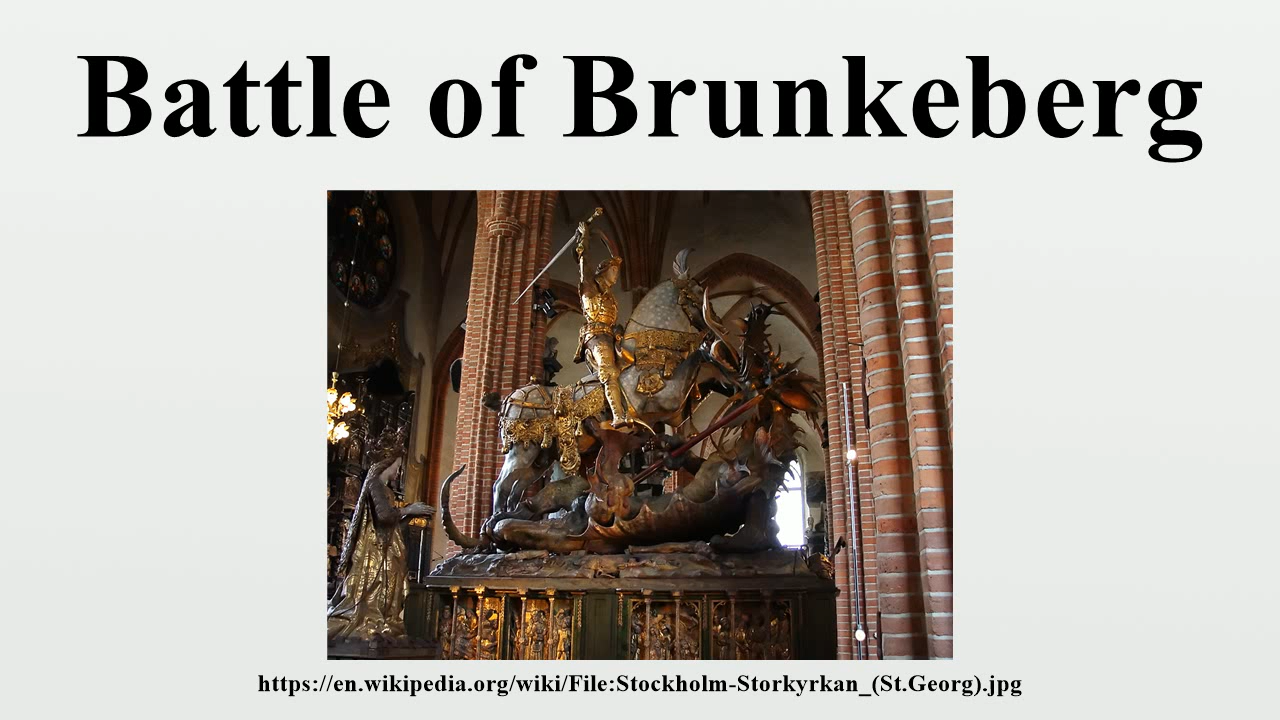 Battle of Brunkeberg
https://en.wikipedia.org/wiki/File:Stockholm-Storkyrkan_(St.Georg).jpg